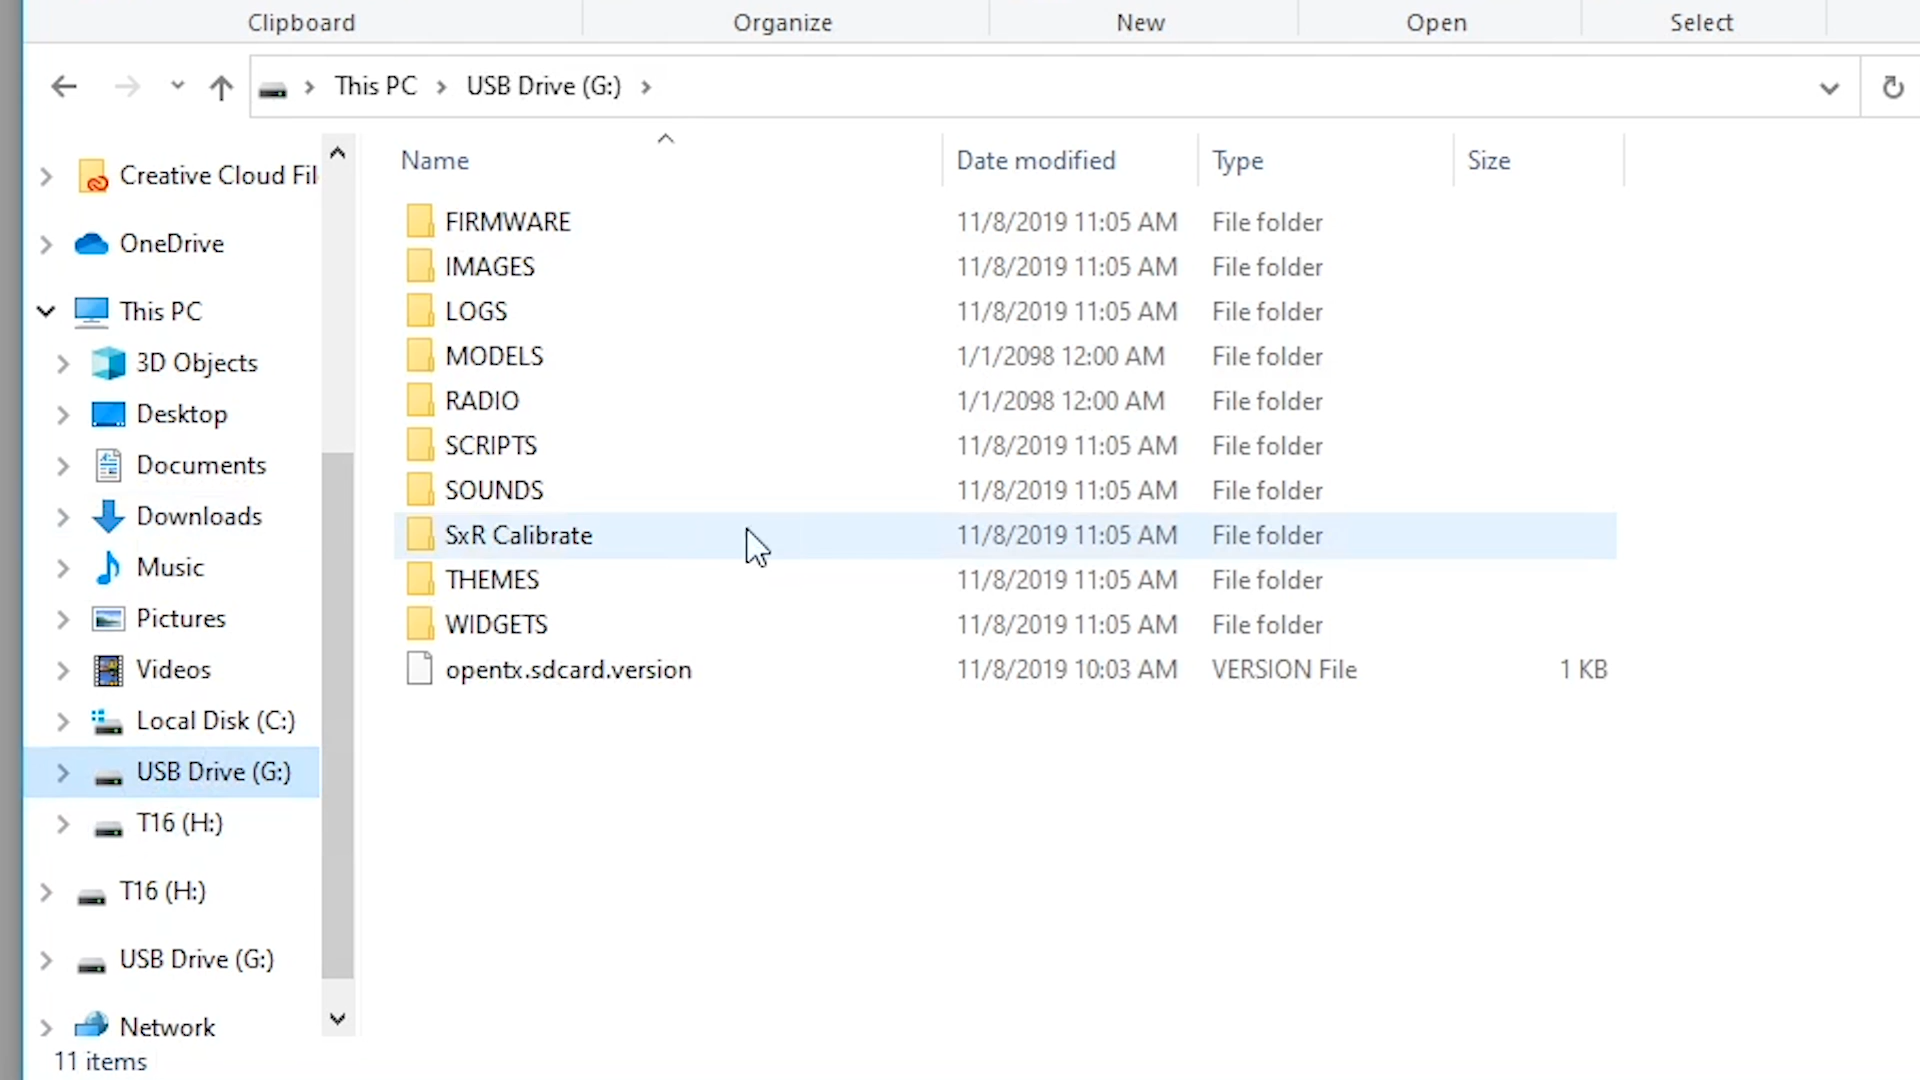 Clipboard Organize New Open Select
This PC USB Drive (G:)
Name Date modified Type Size
Creative Cloud Fil
OneDrive
This PC
3D Objects
Desktop
Documents
Downloads
Music
Pictures
Videos
Local Disk (C:)
USB Drive (G:)
T16 (H:)
T16 (H:)
USB Drive (G:)
Network
FIRMWARE 11/8/2019 11:05 AM File folder
IMAGES 11/8/2019 11:05 AM File folder
LOGS 11/8/2019 11:05 AM File folder
MODELS 1/1/2098 12:00 AM File folder
RADIO 1/1/2098 12:00 AM File folder
SCRIPTS 11/8/2019 11:05 AM File folder
SOUNDS 11/8/2019 11:05 AM File folder
SxR Calibrate 11/8/2019 11:05 AM File folder
THEMES 11/8/2019 11:05 AM File folder
WIDGETS 11/8/2019 11:05 AM File folder
opentx.sdcard.version 11/8/2019 10:03 AM VERSION File 1 KB
11 items